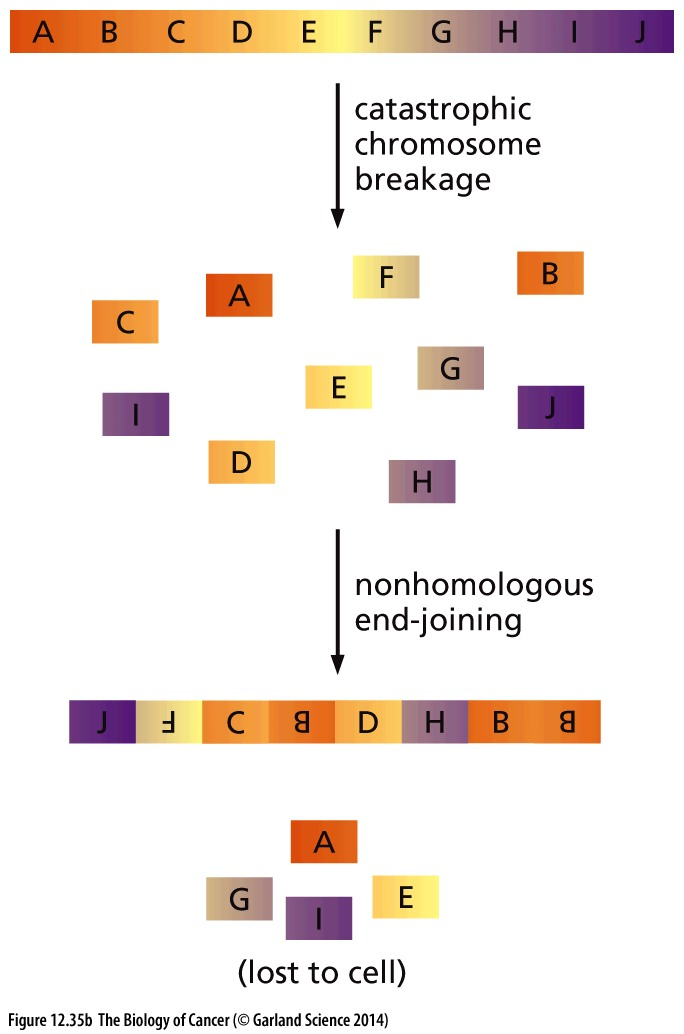 A B C D E F G H I J
catastrophic
chromosome
breakage
F B
A
C
G
E
J
I
D
H
nonhomologous
end-joining
J F C B D H B B
A
G I E
(lost to cell)
Figure 12.35b The Biology of Cancer (© Garland Science 2014)